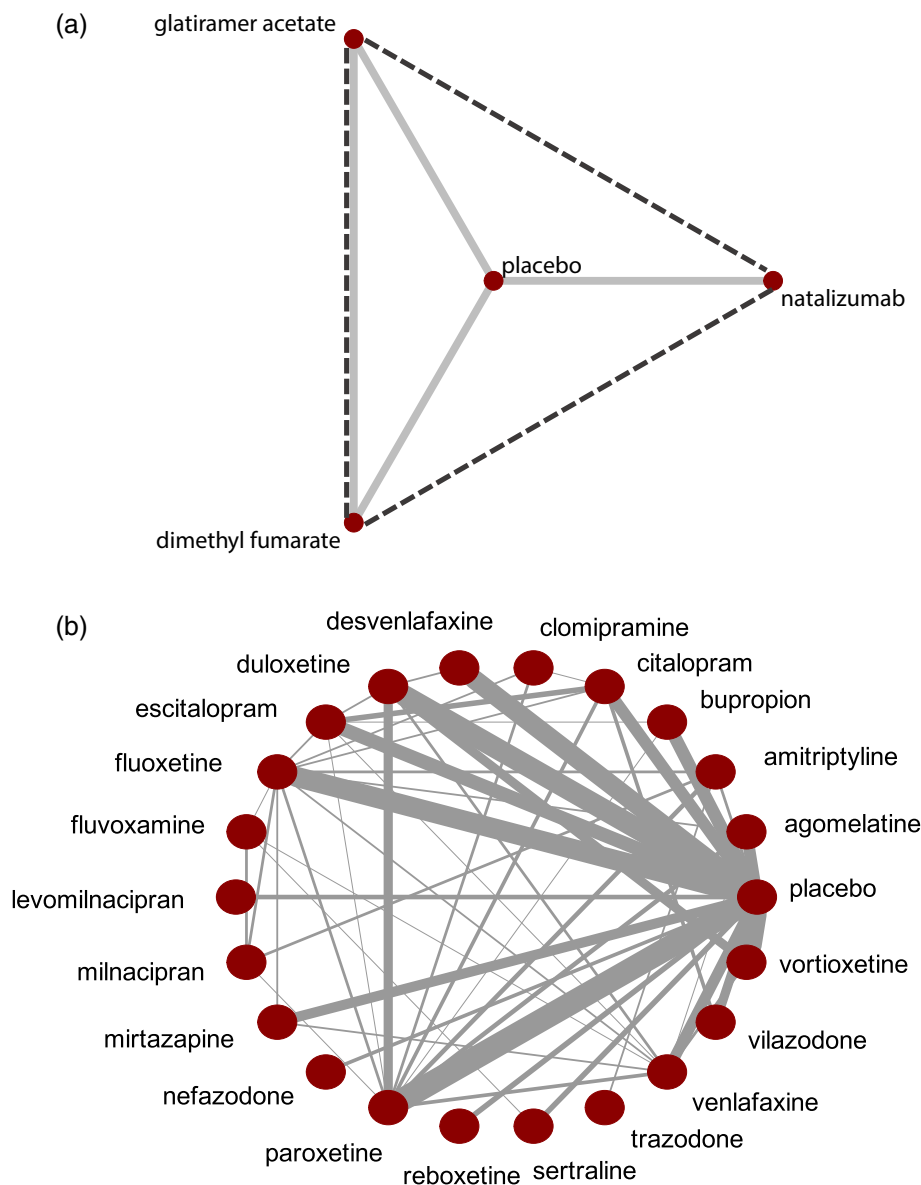 (a)
glatiramer acetate
placebo
natalizumab
dimethyl fumarate
(b)
desvenlafaxine
clomipramine
duloxetine
citalopram
escitalopram
bupropion
fluoxetine
amitriptyline
fluvoxamine
agomelatine
levomilnacipran
placebo
milnacipran
vortioxetine
mirtazapine
vilazodone
nefazodone
venlafaxine
paroxetine
trazodone
reboxetine
sertraline